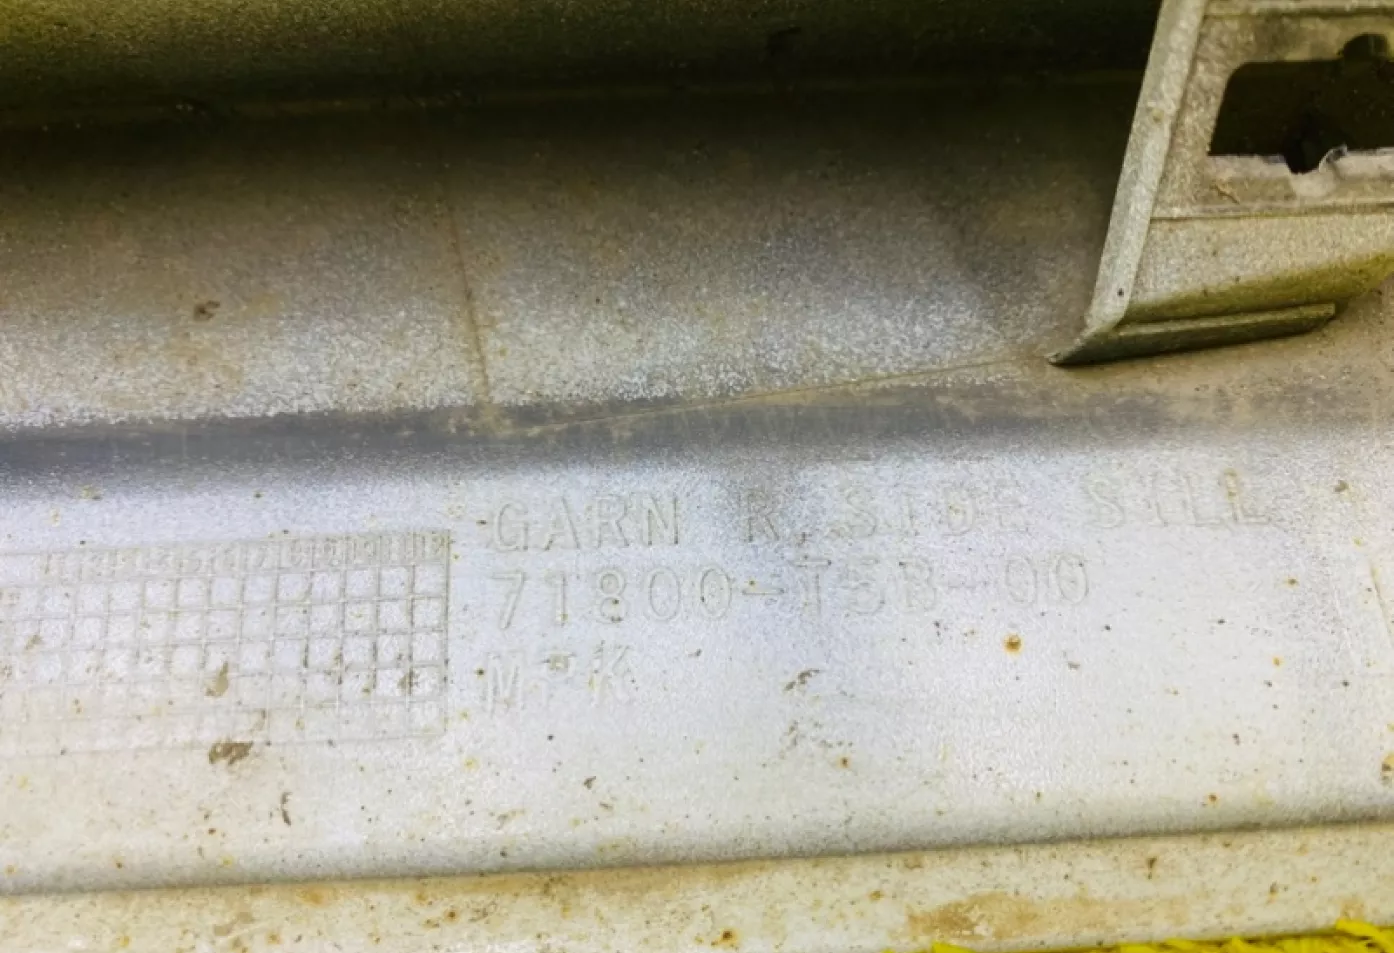 GARN R, SIDE SILL
71800-T5B-00
M-K